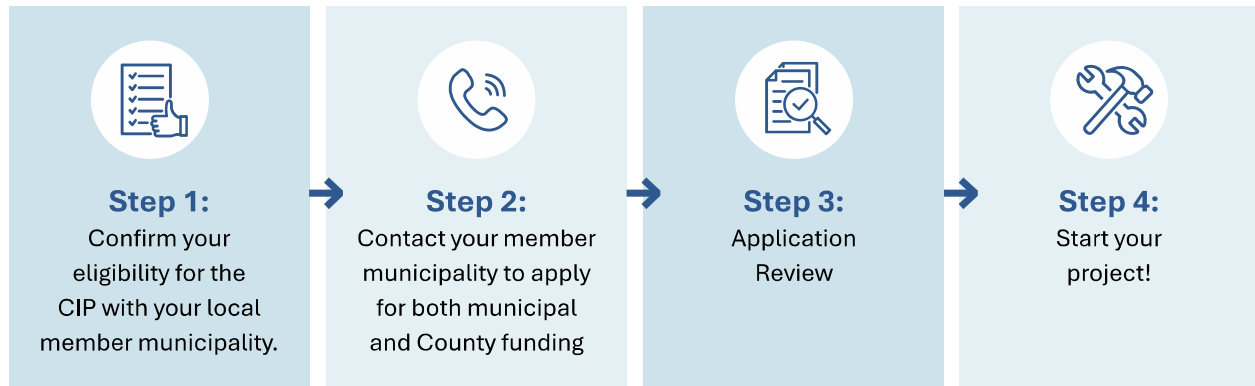 Step 1:
Confirm your
eligibility for the
CIP with your local
member municipality.
Step 2:
Contact your member
municipality to apply
for both municipal
and County funding
Step 3:
Application
Review
Step 4:
Start your
project!